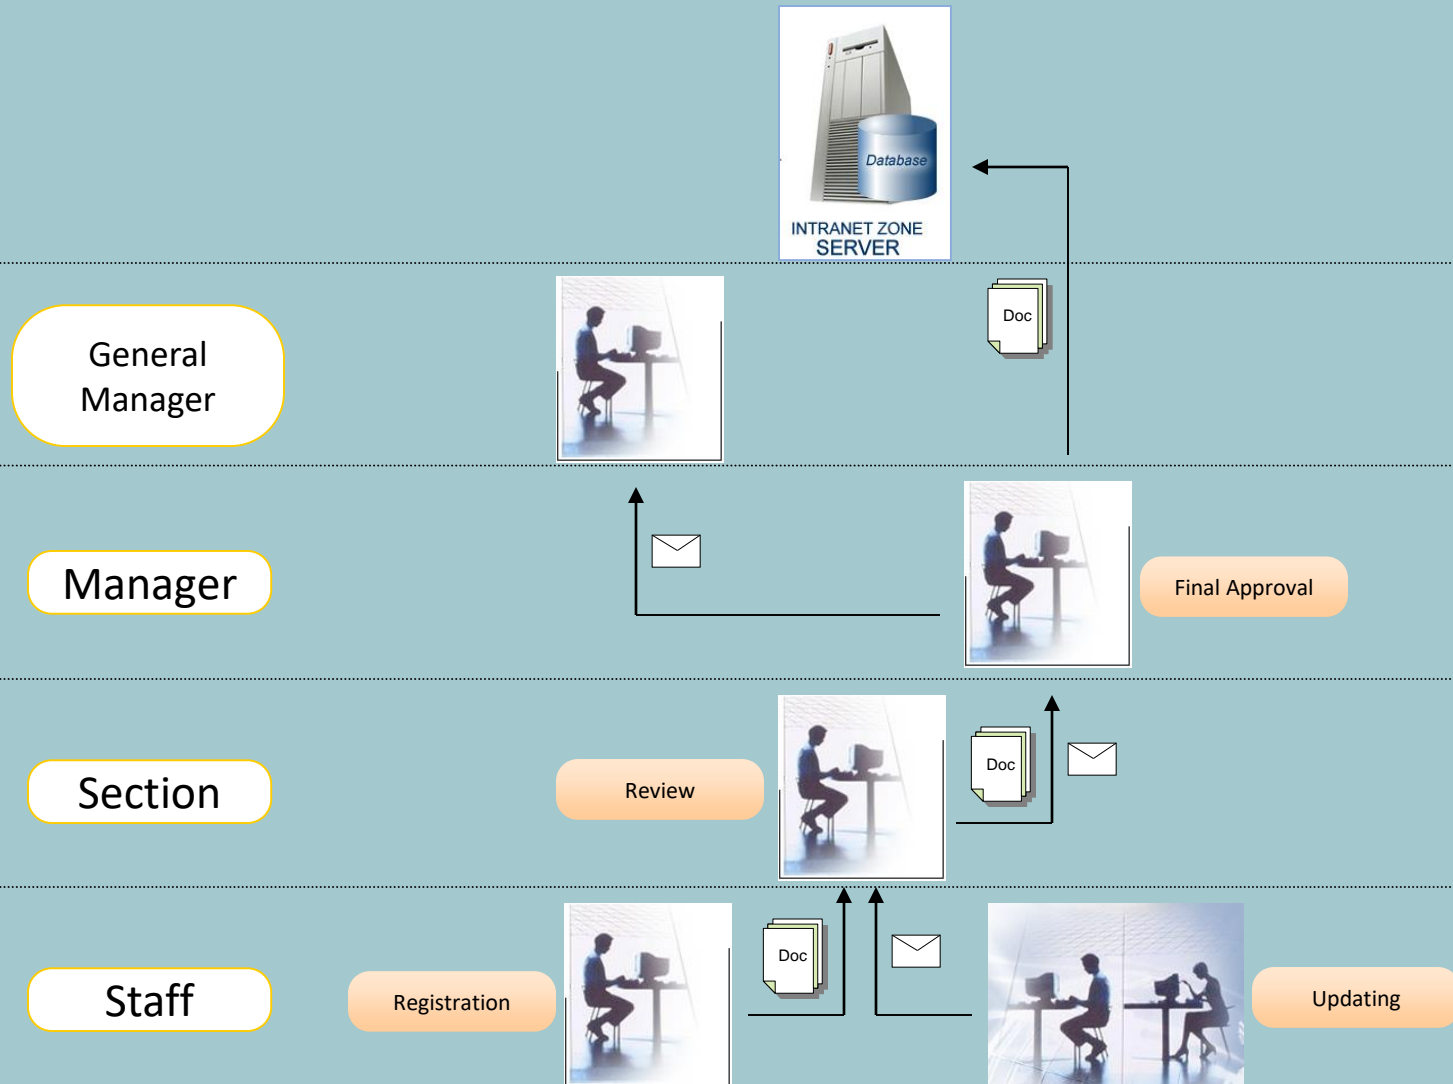 Database
INTRANET ZONE
SERVER
General
Manager
Doc
Manager
Final Approval
Section
Review
Doc
Staff
Registration
Doc
Updating